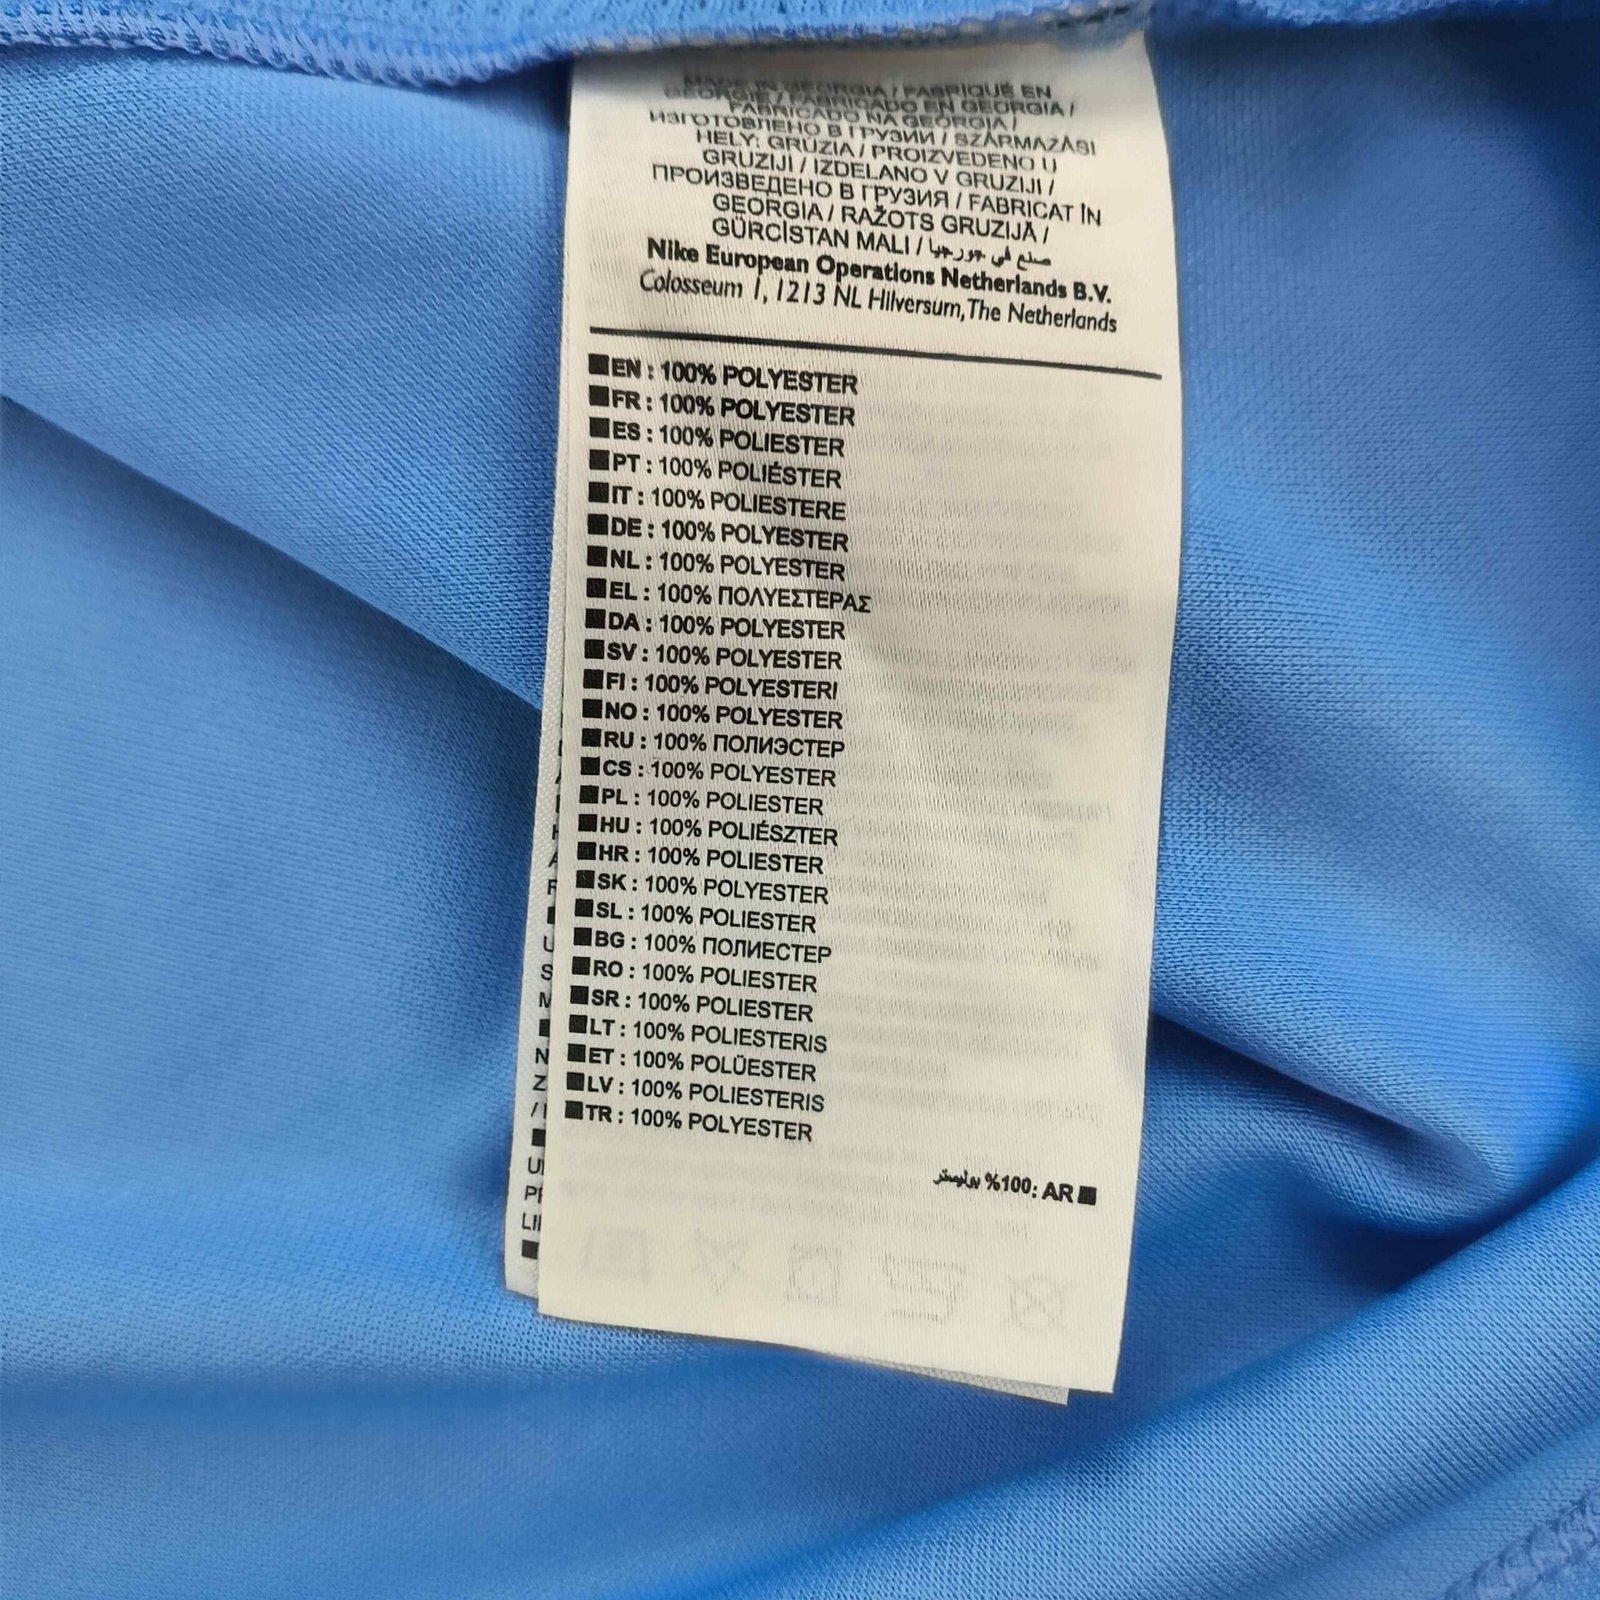 MADE IN GEORGIA / FABRIQUÉ EN
GEORGIE / FABRICADO EN GEORGIA /
FABRICADO NA GEORGIA /
ИЗГОТОВЛЕНО В ГРУЗИИ / SZÁRMAZÁSI
HELY: GRÚZIA / PROIZVEDENO U
GRUZIJI / IZDELANO V GRUZIJI /
ПРОИЗВЕДЕНО В ГРУЗИЯ / FABRICAT ÎN
GEORGIA / RAŽOTS GRUZIJĀ /
GÜRCİSTAN MALI / صنع في جورجيا
Nike European Operations Netherlands B.V.
Colosseum 1, 1213 NL Hilversum, The Netherlands
EN : 100% POLYESTER
FR : 100% POLYESTER
ES : 100% POLIESTER
PT : 100% POLIÉSTER
IT : 100% POLIESTERE
DE : 100% POLYESTER
NL : 100% POLYESTER
EL : 100% ΠΟΛΥΕΣΤΕΡΑΣ
DA : 100% POLYESTER
SV : 100% POLYESTER
FI : 100% POLYESTERI
NO : 100% POLYESTER
RU : 100% ПОЛИЭСТЕР
CS : 100% POLYESTER
PL : 100% POLIESTER
HU : 100% POLIÉSZTER
HR : 100% POLIESTER
SK : 100% POLYESTER
SL : 100% POLIESTER
BG : 100% ПОЛИЕСТЕР
RO : 100% POLIESTER
SR : 100% POLIESTER
LT : 100% POLIESTERIS
ET : 100% POLÜESTER
LV : 100% POLIESTERIS
TR : 100% POLYESTER
AR :100% بوليستر